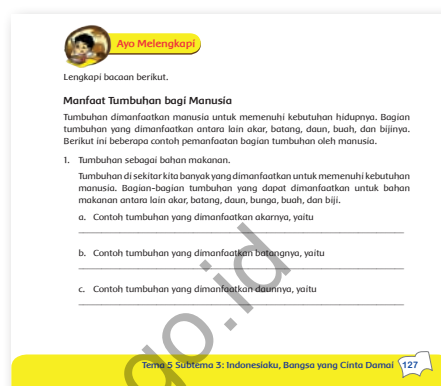 Ayo Melengkapi
Lengkapi bacaan berikut.
Manfaat Tumbuhan bagi Manusia
Tumbuhan dimanfaatkan manusia untuk memenuhi kebutuhan hidupnya. Bagian
tumbuhan yang dimanfaatkan antara lain akar, batang, daun, buah, dan bijinya.
Berikut ini beberapa contoh pemanfaatan bagian tumbuhan oleh manusia.
1. Tumbuhan sebagai bahan makanan.
Tumbuhan di sekitar kita banyak yang dimanfaatkan untuk memenuhi kebutuhan
manusia. Bagian-bagian tumbuhan yang dapat dimanfaatkan untuk bahan
makanan antara lain akar, batang, daun, bunga, buah, dan biji.
a. Contoh tumbuhan yang dimanfaatkan akarnya, yaitu
b. Contoh tumbuhan yang dimanfaatkan batangnya, yaitu
c. Contoh tumbuhan yang dimanfaatkan daunnya, yaitu
go.id
Tema 5 Subtema 3: Indonesiaku, Bangsa yang Cinta Damai 127